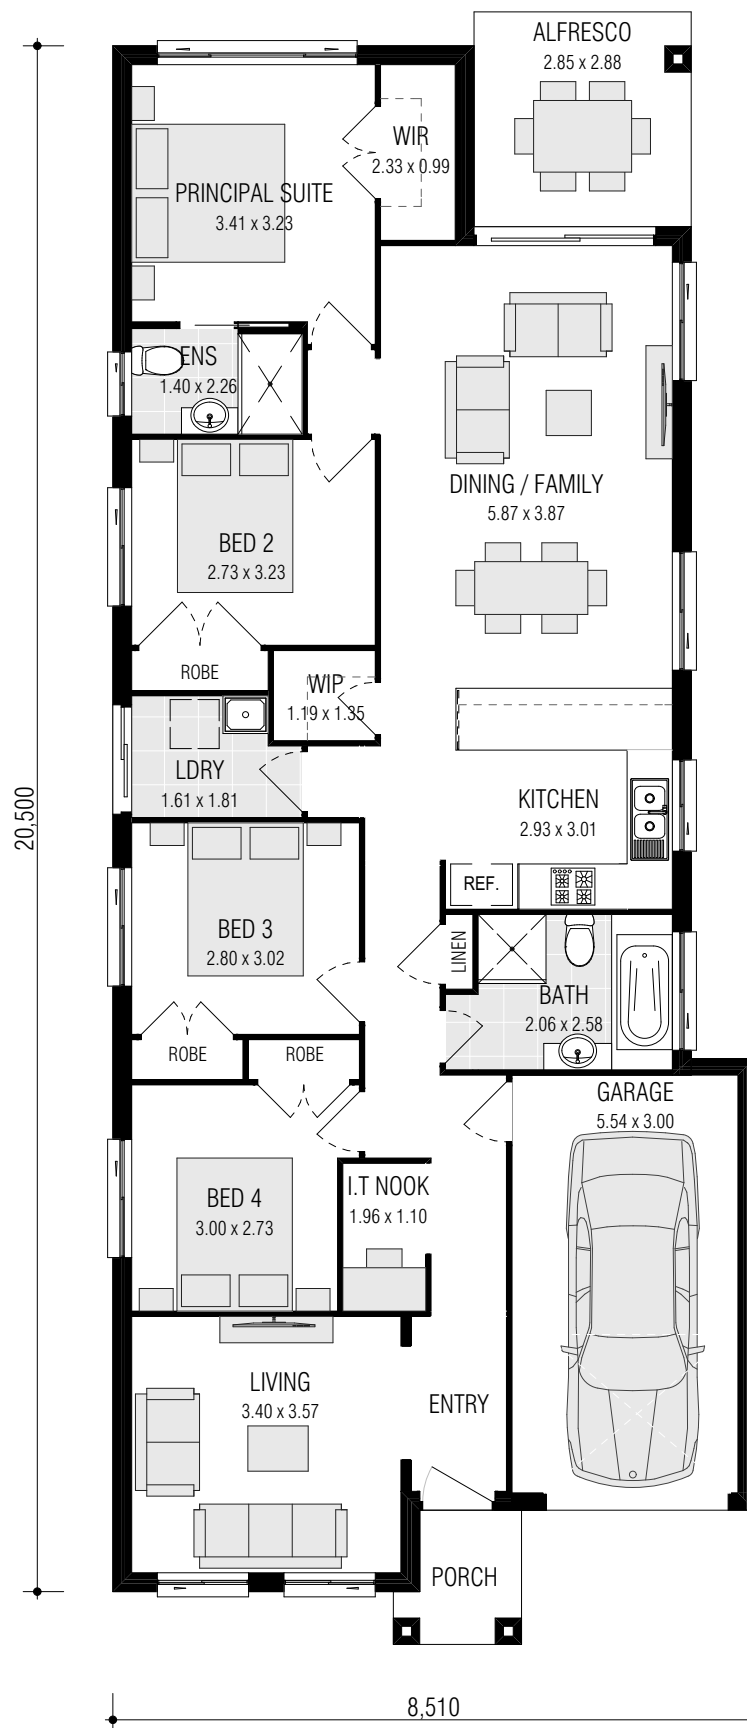 ALFRESCO
2.85 x 2.88
WIR
2.33 x 0.99
PRINCIPAL SUITE
3.41 x 3.23
ENS
1.40 x 2.26
DINING / FAMILY
5.87 x 3.87
BED 2
2.73 x 3.23
ROBE
WIP
1.19 x 1.35
LDRY
1.61 x 1.81
20,500
KITCHEN
2.93 x 3.01
REF.
BED 3
2.80 x 3.02
LINEN
BATH
2.06 x 2.58
ROBE
ROBE
GARAGE
5.54 x 3.00
I.T NOOK
1.96 x 1.10
BED 4
3.00 x 2.73
LIVING
3.40 x 3.57
ENTRY
PORCH
8,510